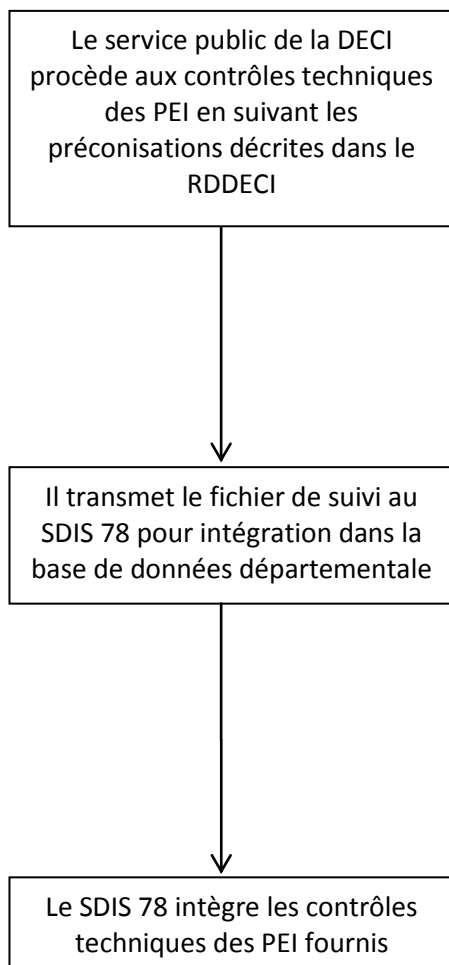 Le service public de la DECI
procède aux contrôles techniques
des PEI en suivant les
préconisations décrites dans le
RDDECI
Il transmet le fichier de suivi au
SDIS 78 pour intégration dans la
base de données départementale
Le SDIS 78 intègre les contrôles
techniques des PEI fournis